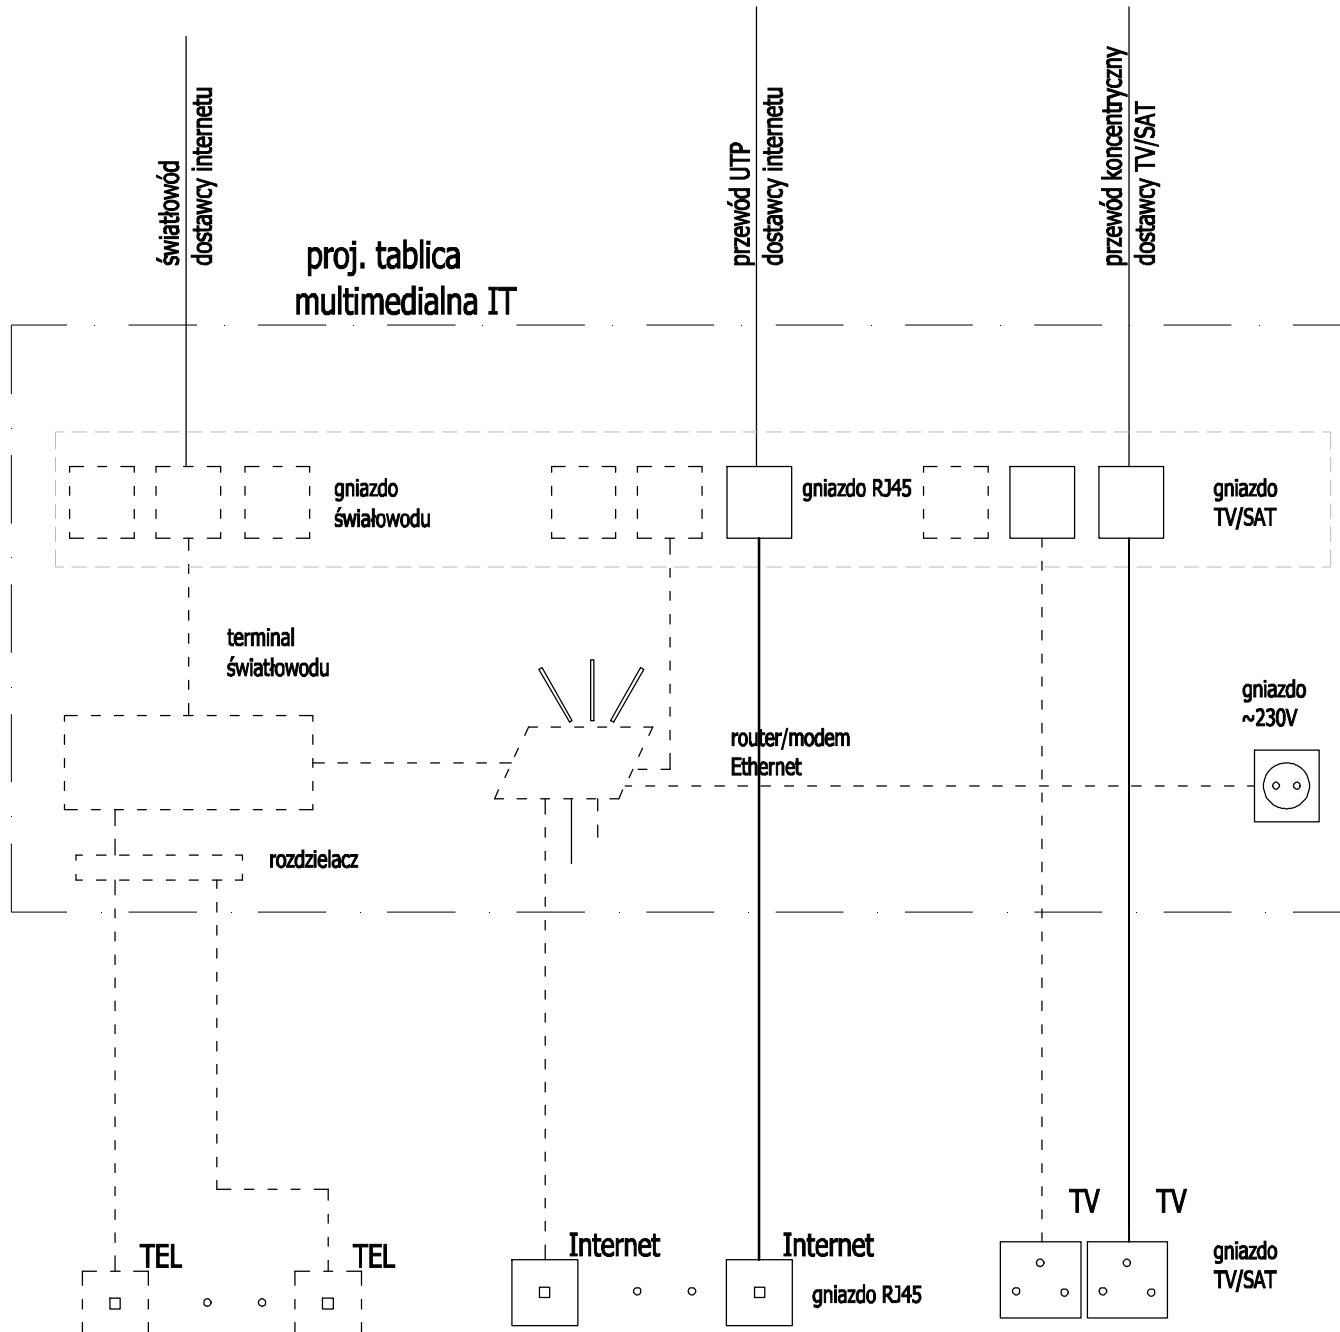 światłowód
dostawcy internetu
przewód UTP
dostawcy internetu
przewód koncentryczny
dostawcy TV/SAT
proj. tablica
multimedialna IT
gniazdo
świałowodu
gniazdo RJ45
gniazdo
TV/SAT
terminal
światłowodu
router/modem
Ethernet
gniazdo
~230V
rozdzielacz
TEL
TEL
Internet
Internet
gniazdo RJ45
TV
TV
gniazdo
TV/SAT